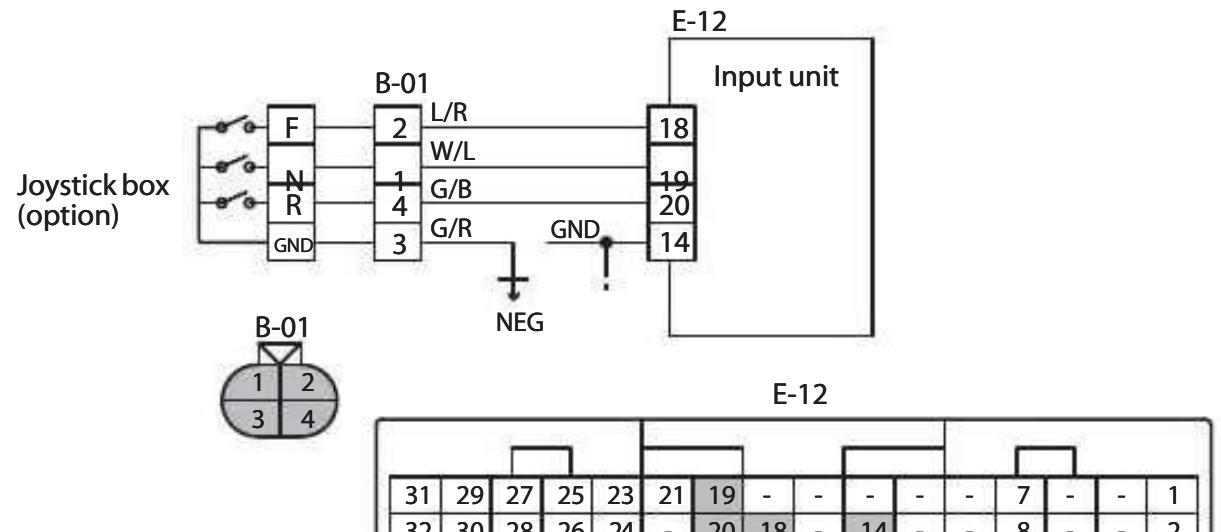 E-12
Input unit
B-01
F 2 L/R 18
N 1 W/L 19
R 4 G/B 20
GND 3 G/R GND 14
Joystick box
(option)
NEG
B-01
1 2
3 4
E-12
31 29 27 25 23 21 19 - - - - - 7 - - 1
32 30 28 26 24 - 20 18 - 14 - - 8 - - 2